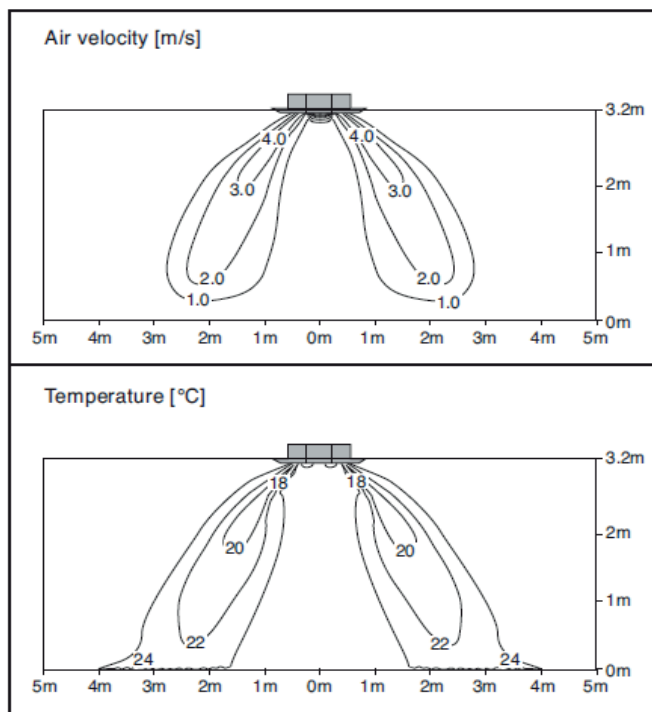 Air velocity [m/s]
3.2m
4.0 4.0
2m
3.0 3.0
1m
2.0 2.0
1.0 1.0
0m
5m 4m 3m 2m 1m 0m 1m 2m 3m 4m 5m
Temperature [°C]
3.2m
18 18
2m
20 20
1m
22 22
24 24
0m
5m 4m 3m 2m 1m 0m 1m 2m 3m 4m 5m